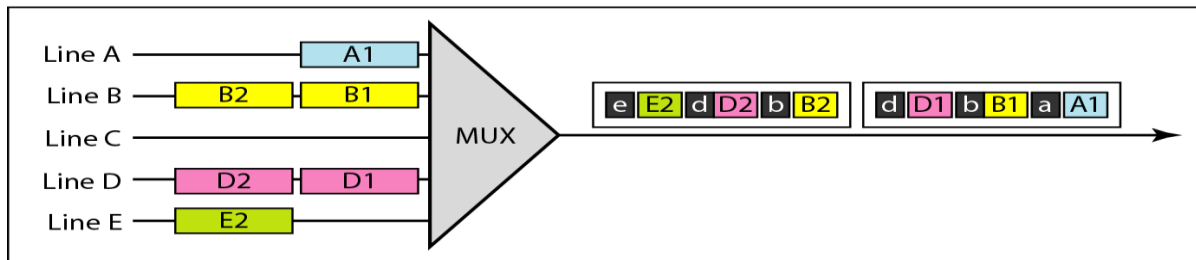 Line A A1
Line B B2 B1
Line C
Line D D2 D1
Line E E2
MUX
e E2 d D2 b B2
d D1 b B1 a A1